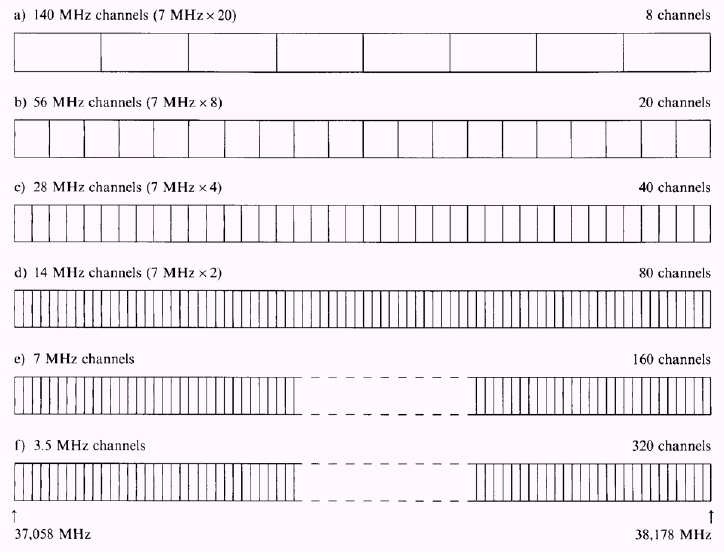 a) 140 MHz channels (7 MHz × 20) 8 channels
b) 56 MHz channels (7 MHz × 8) 20 channels
c) 28 MHz channels (7 MHz × 4) 40 channels
d) 14 MHz channels (7 MHz × 2) 80 channels
e) 7 MHz channels 160 channels
f) 3.5 MHz channels 320 channels
↑ ↑
37,058 MHz 38,178 MHz